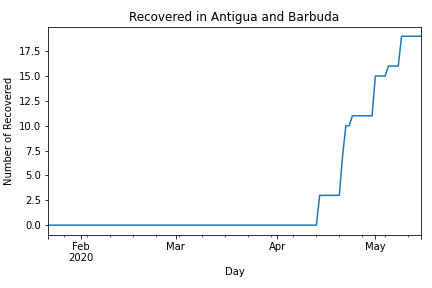 Recovered in Antigua and Barbuda
Number of Recovered
17.5
15.0
12.5
10.0
7.5
5.0
2.5
0.0
Feb Mar Apr May
2020
Day